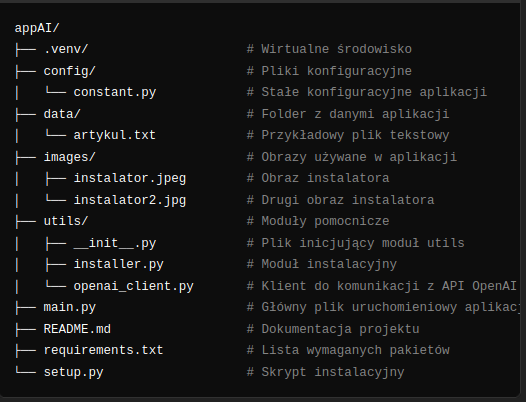 appAI/
├── .venv/ # Wirtualne środowisko
├── config/ # Pliki konfiguracyjne
│   └── constant.py # Stałe konfiguracyjne aplikacji
├── data/ # Folder z danymi aplikacji
│   └── artykul.txt # Przykładowy plik tekstowy
├── images/ # Obrazy używane w aplikacji
│   ├── instalator.jpeg # Obraz instalatora
│   └── instalator2.jpg # Drugi obraz instalatora
├── utils/ # Moduły pomocnicze
│   ├── __init__.py # Plik inicjujący moduł utils
│   ├── installer.py # Moduł instalacyjny
│   └── openai_client.py # Klient do komunikacji z API OpenAI
├── main.py # Główny plik uruchomieniowy aplikac
├── README.md # Dokumentacja projektu
├── requirements.txt # Lista wymaganych pakietów
└── setup.py # Skrypt instalacyjny